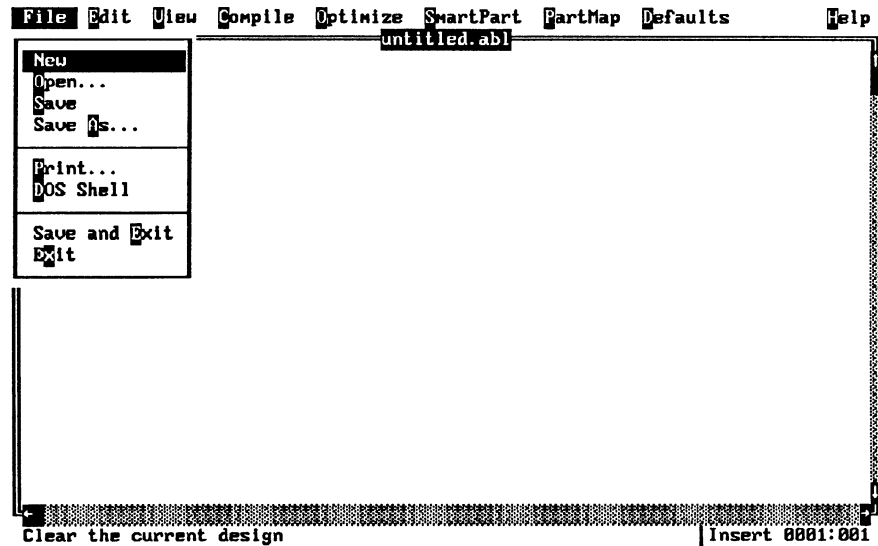 File Edit View Compile Optimize SmartPart PartMap Defaults Help
untitled.abl
New
Open...
Save
Save As...
Print...
DOS Shell
Save and Exit
Exit
Clear the current design Insert 0001:001